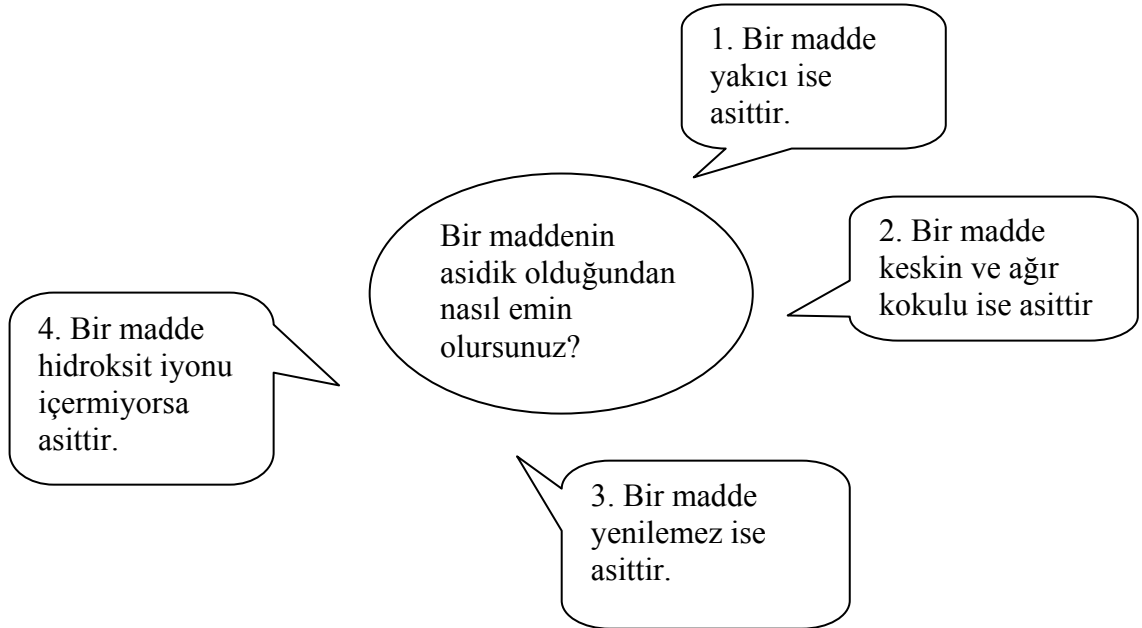 1. Bir madde
yakıcı ise
asittir.
Bir maddenin
asidik olduğundan
nasıl emin
olursunuz?
2. Bir madde
keskin ve ağır
kokulu ise asittir
4. Bir madde
hidroksit iyonu
içermiyorsa
asittir.
3. Bir madde
yenilemez ise
asittir.